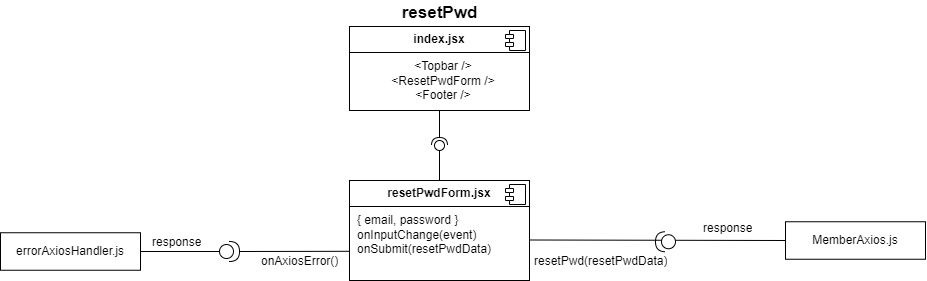 resetPwd
index.jsx
<Topbar />
<ResetPwdForm />
<Footer />
resetPwdForm.jsx
{ email, password }
onInputChange(event)
onSubmit(resetPwdData)
errorAxiosHandler.js
response
onAxiosError()
resetPwd(resetPwdData)
response
MemberAxios.js